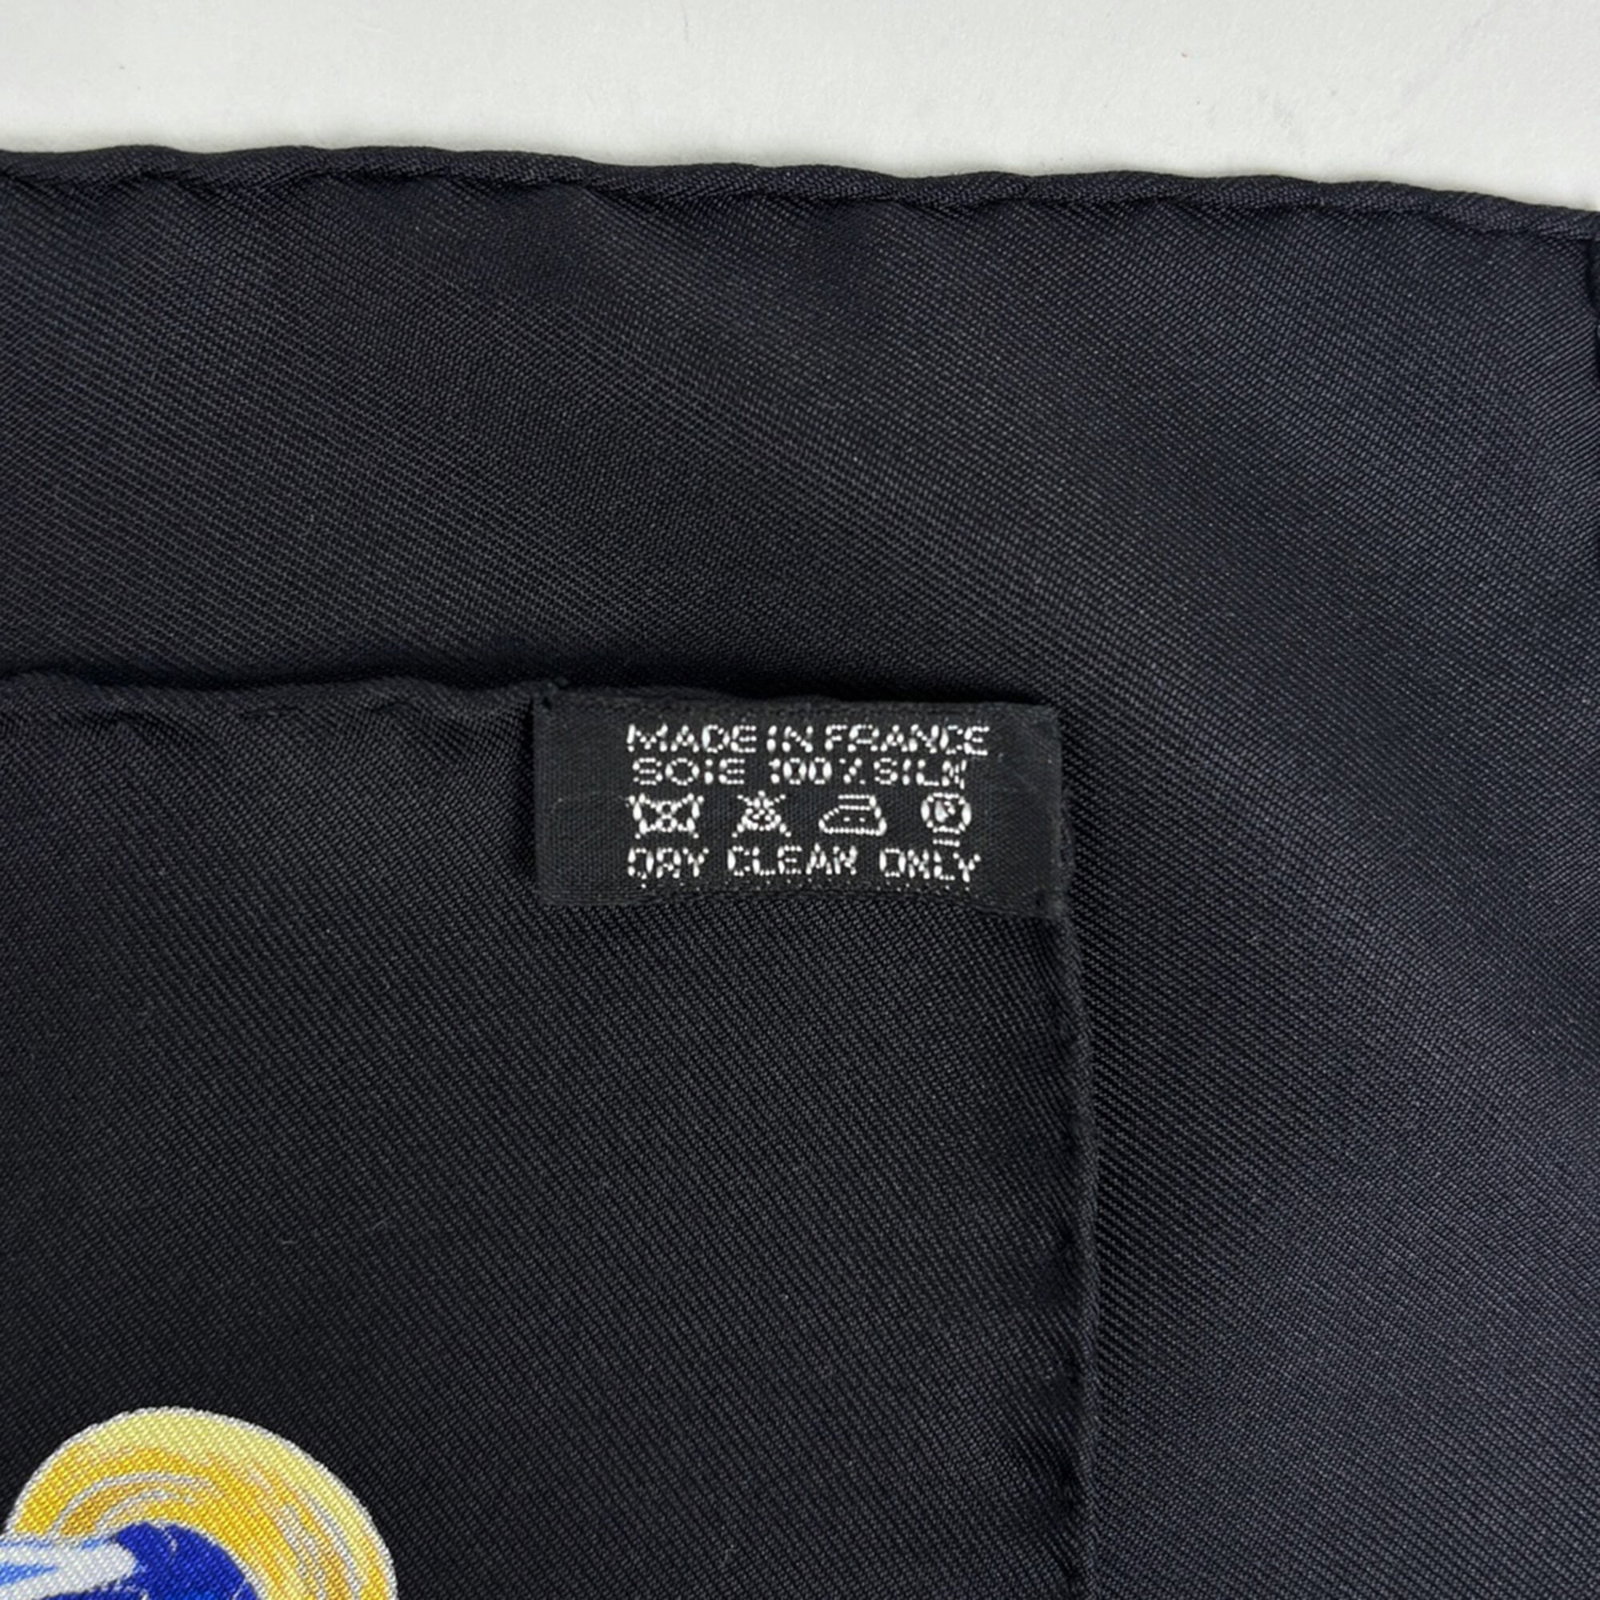 MADE IN FRANCE
SOIE 100% SILK
DRY CLEAN ONLY